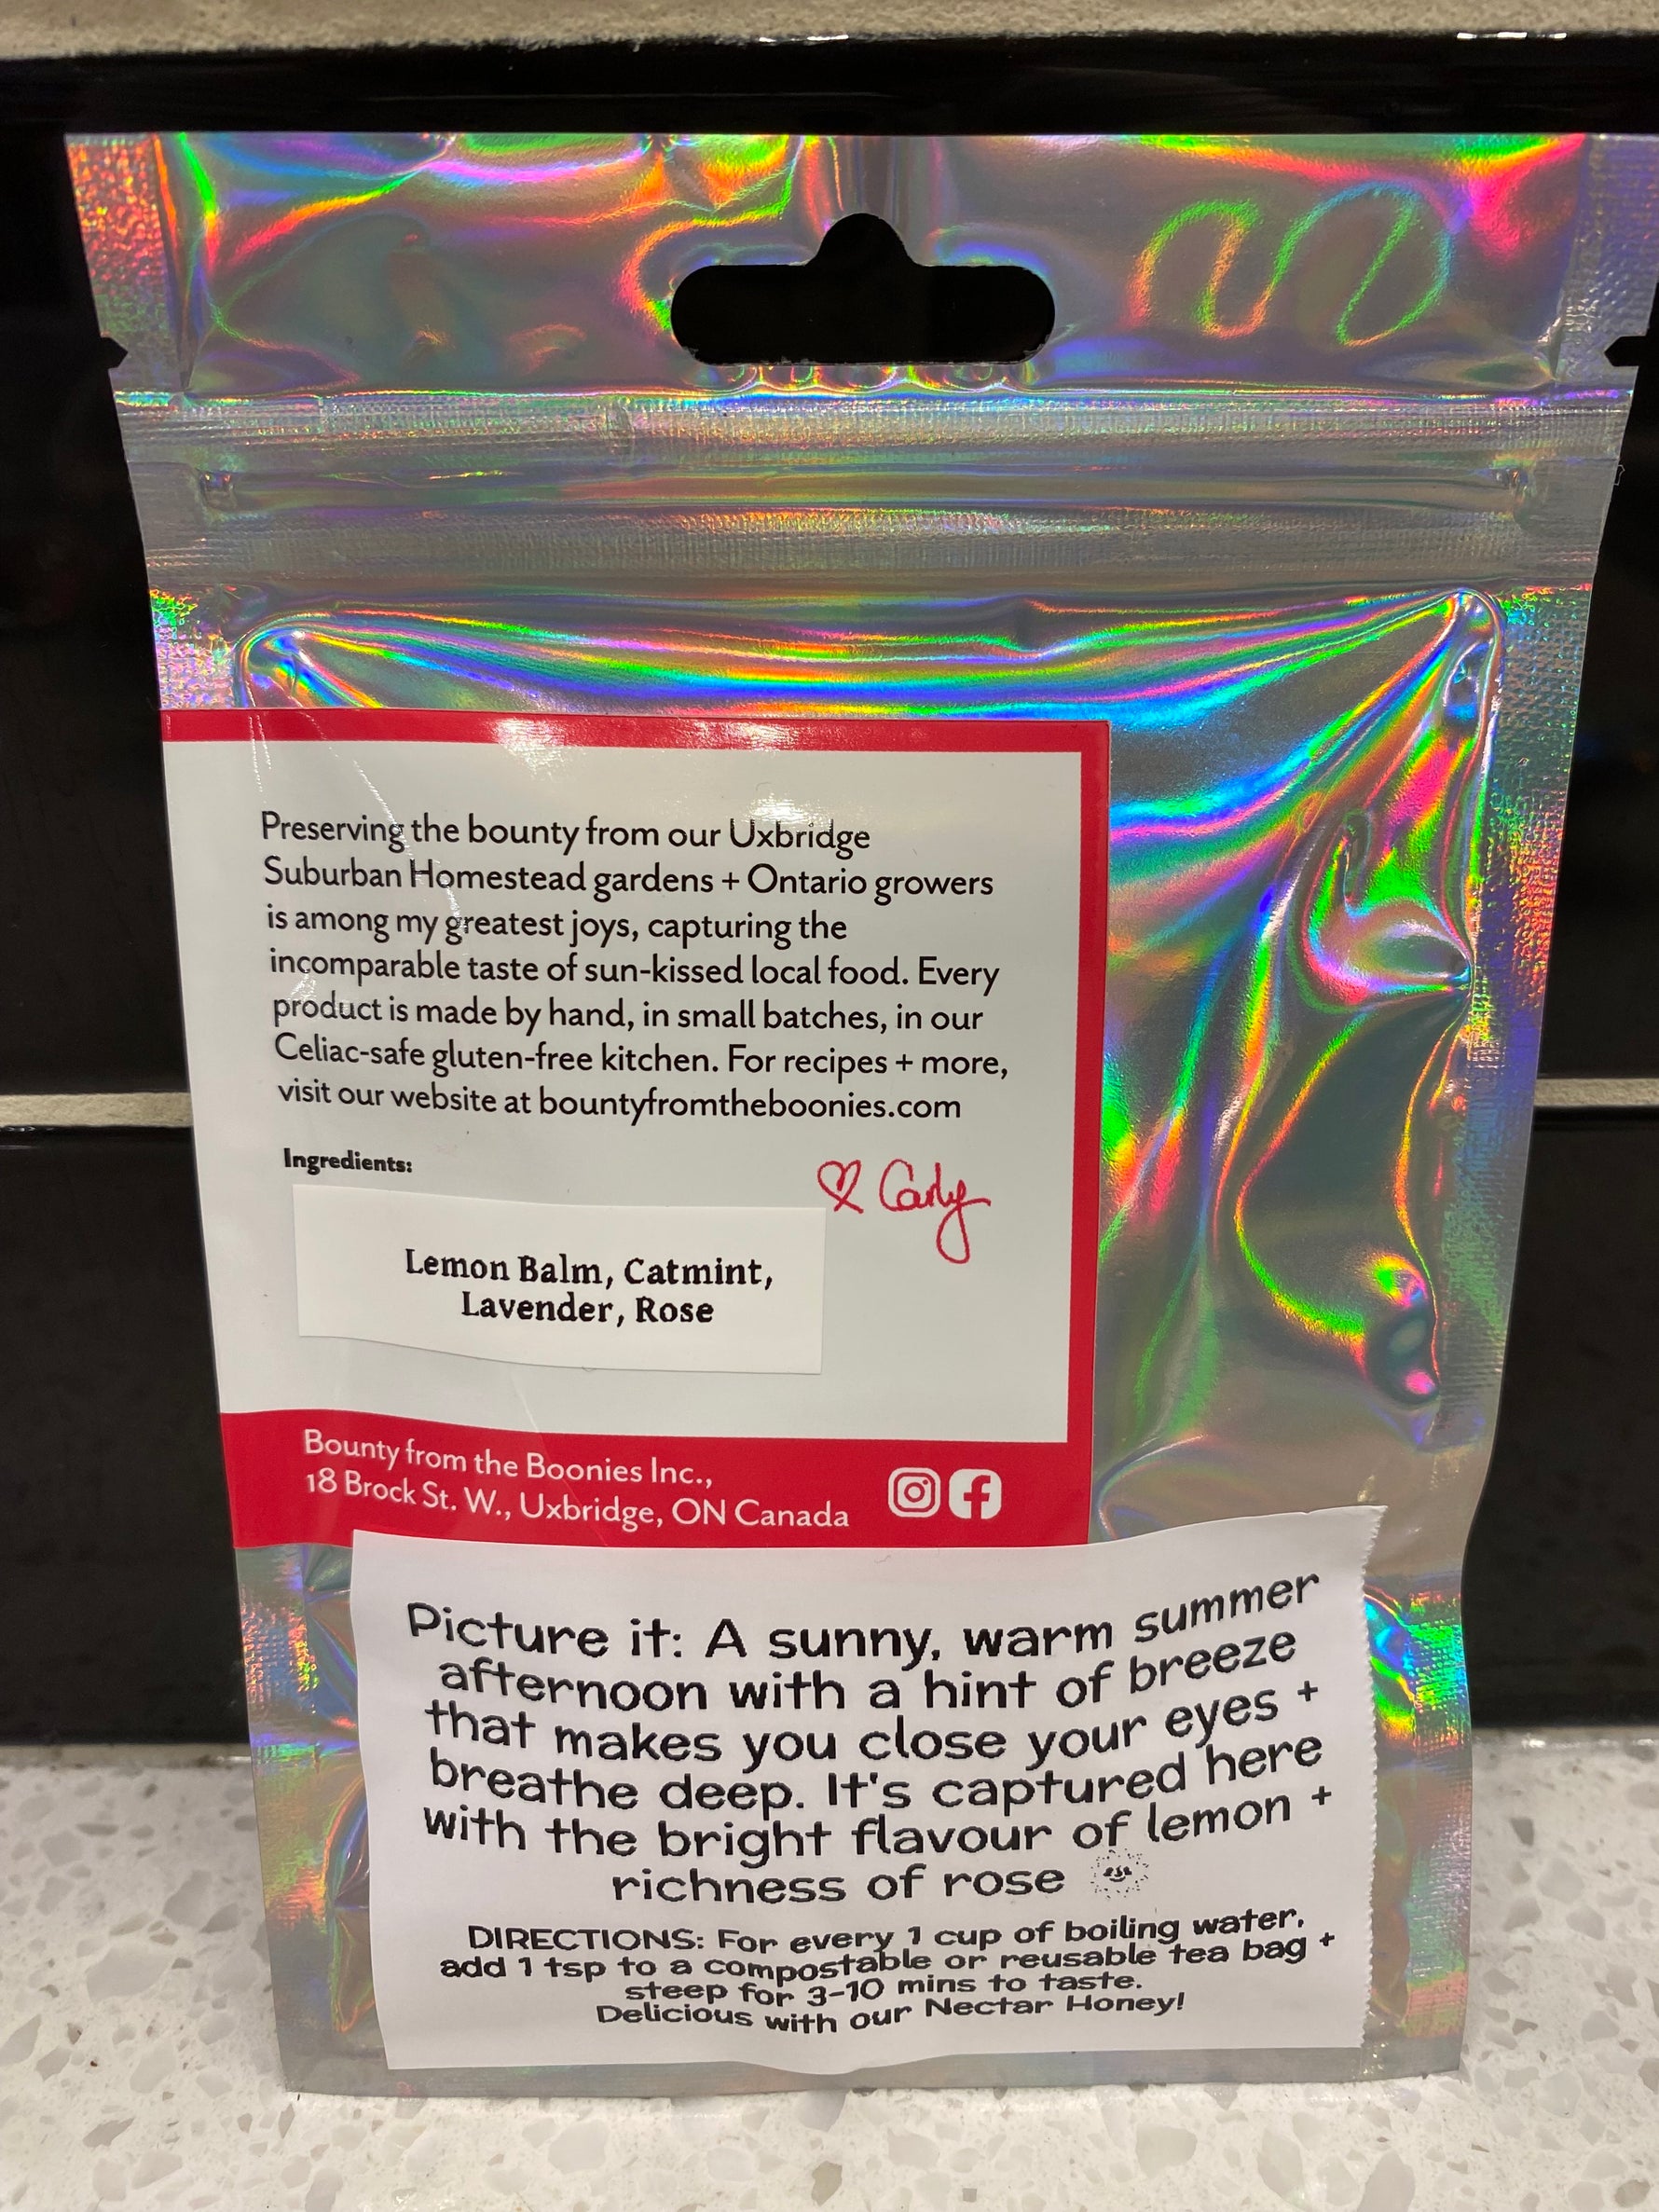 Preserving the bounty from our Uxbridge
Suburban Homestead gardens + Ontario growers
is among my greatest joys, capturing the
incomparable taste of sun-kissed local food. Every
product is made by hand, in small batches, in our
Celiac-safe gluten-free kitchen. For recipes + more,
visit our website at bountyfromtheboonies.com
Ingredients:
♡ Carly
Lemon Balm, Catmint,
Lavender, Rose
Bounty from the Boonies Inc.,
18 Brock St. W., Uxbridge, ON Canada
Picture it: A sunny, warm summer
afternoon with a hint of breeze
that makes you close your eyes +
breathe deep. It's captured here
with the bright flavour of lemon +
richness of rose
DIRECTIONS: For every 1 cup of boiling water,
add 1 tsp to a compostable or reusable tea bag +
steep for 3-10 mins to taste.
Delicious with our Nectar Honey!